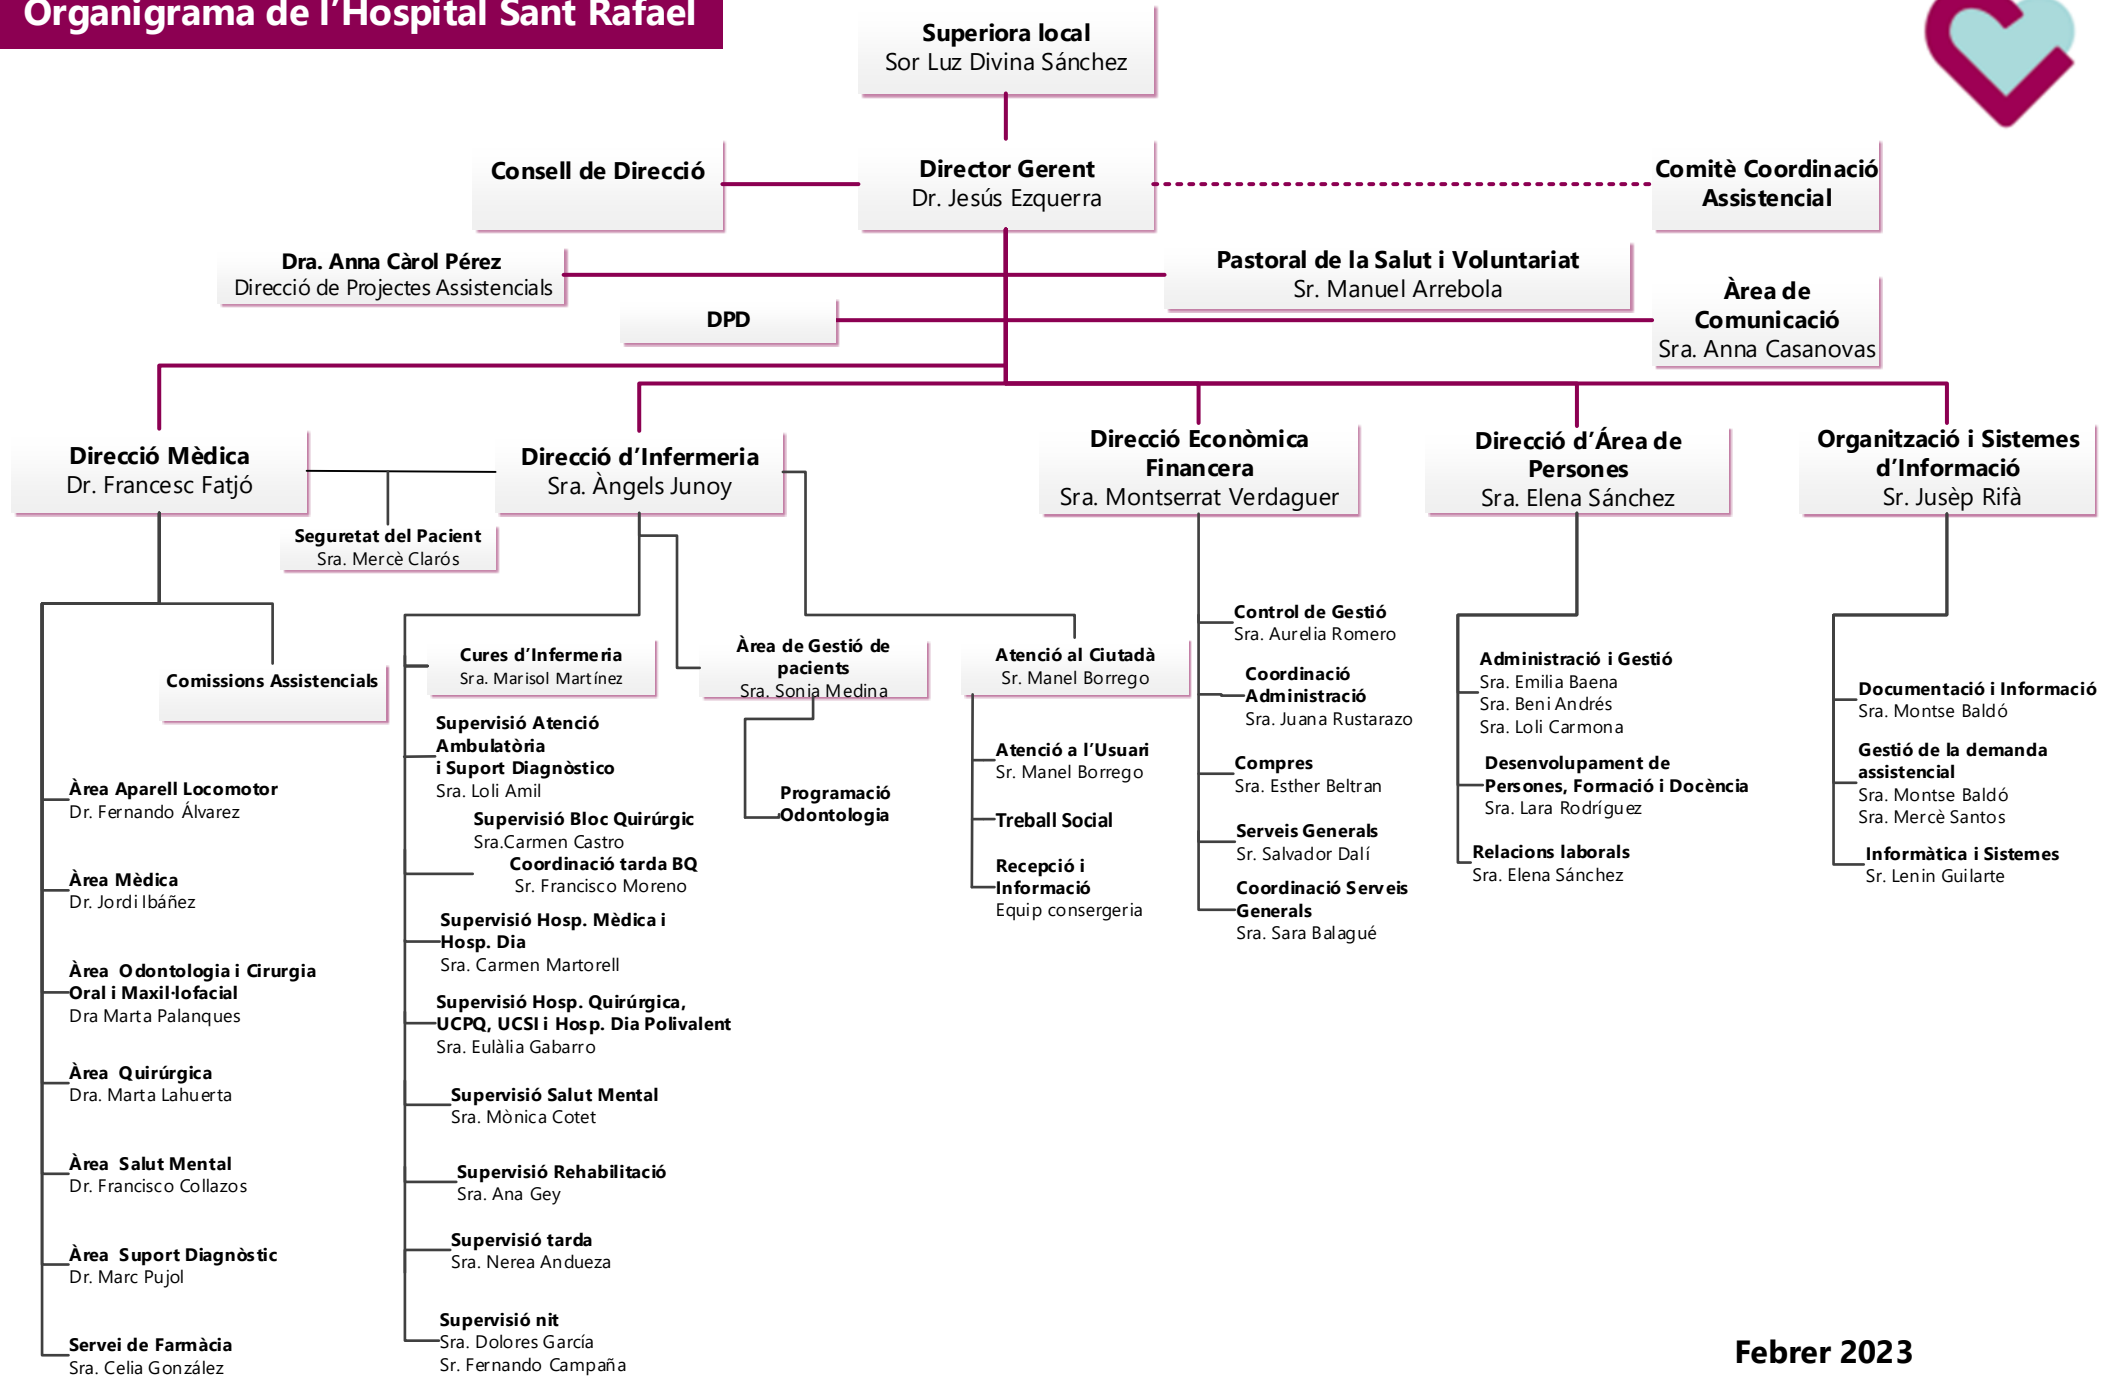 Organigrama de l’Hospital Sant Rafael
Superiora local
Sor Luz Divina Sánchez
Consell de Direcció
Director Gerent
Dr. Jesús Ezquerra
Comitè Coordinació
Assistencial
Dra. Anna Càrol Pérez
Direcció de Projectes Assistencials
Pastoral de la Salut i Voluntariat
Sr. Manuel Arrebola
DPD
Àrea de
Comunicació
Sra. Anna Casanovas
Direcció Mèdica
Dr. Francesc Fatjó
Direcció d’Infermeria
Sra. Àngels Junoy
Direcció Econòmica
Financera
Sra. Montserrat Verdaguer
Direcció d’Área de
Persones
Sra. Elena Sánchez
Organització i Sistemes
d’Informació
Sr. Jusèp Rifà
Seguretat del Pacient
Sra. Mercè Clarós
Comissions Assistencials
Àrea Aparell Locomotor
Dr. Fernando Álvarez
Àrea Mèdica
Dr. Jordi Ibáñez
Àrea Odontologia i Cirurgia
Oral i Maxil·lofacial
Dra Marta Palanques
Àrea Quirúrgica
Dra. Marta Lahuerta
Àrea Salut Mental
Dr. Francisco Collazos
Àrea Suport Diagnòstic
Dr. Marc Pujol
Servei de Farmàcia
Sra. Celia González
Cures d’Infermeria
Sra. Marisol Martínez
Supervisió Atenció
Ambulatòria
i Suport Diagnòstico
Sra. Loli Amil
Supervisió Bloc Quirúrgic
Sra.Carmen Castro
Coordinació tarda BQ
Sr. Francisco Moreno
Supervisió Hosp. Mèdica i
Hosp. Dia
Sra. Carmen Martorell
Supervisió Hosp. Quirúrgica,
UCPQ, UCSI i Hosp. Dia Polivalent
Sra. Eulàlia Gabarro
Supervisió Salut Mental
Sra. Mònica Cotet
Supervisió Rehabilitació
Sra. Ana Gey
Supervisió tarda
Sra. Nerea Andueza
Supervisió nit
Sra. Dolores García
Sr. Fernando Campaña
Àrea de Gestió de
pacients
Sra. Sonia Medina
Programació
Odontologia
Atenció al Ciutadà
Sr. Manel Borrego
Atenció a l’Usuari
Sr. Manel Borrego
Treball Social
Recepció i
Informació
Equip consergeria
Control de Gestió
Sra. Aurelia Romero
Coordinació
Administració
Sra. Juana Rustarazo
Compres
Sra. Esther Beltran
Serveis Generals
Sr. Salvador Dalí
Coordinació Serveis
Generals
Sra. Sara Balagué
Administració i Gestió
Sra. Emilia Baena
Sra. Beni Andrés
Sra. Loli Carmona
Desenvolupament de
Persones, Formació i Docència
Sra. Lara Rodríguez
Relacions laborals
Sra. Elena Sánchez
Documentació i Informació
Sra. Montse Baldó
Gestió de la demanda
assistencial
Sra. Montse Baldó
Sra. Mercè Santos
Informàtica i Sistemes
Sr. Lenin Guilarte
Febrer 2023